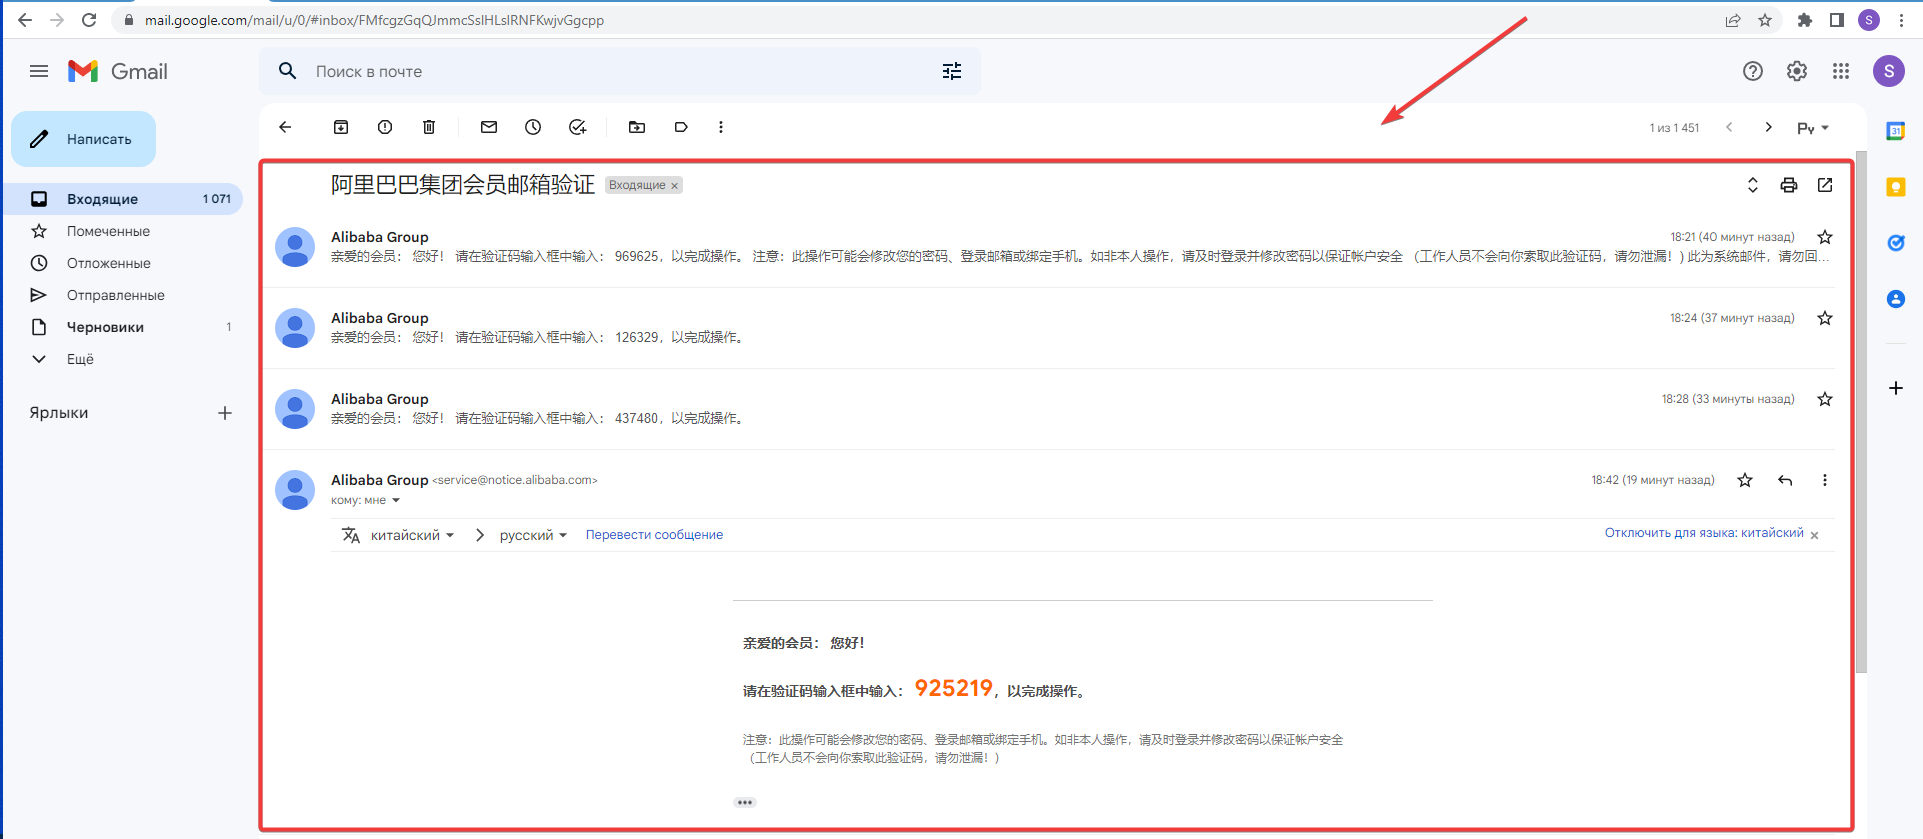 mail.google.com/mail/u/0/#inbox/FMfcgzGqQJmmcSslHLslRNFKwjvGgcpp
S
Gmail
Поиск в почте
S
Написать
1 из 1 451
Ру
31
Входящие 1 071
Помеченные
Отложенные
Отправленные
Черновики 1
Ещё
Ярлыки
阿里巴巴集团会员邮箱验证 Входящие ×
Alibaba Group 18:21 (40 минут назад)
亲爱的会员： 您好！ 请在验证码输入框中输入： 969625，以完成操作。 注意：此操作可能会修改您的密码、登录邮箱或绑定手机。如非本人操作，请及时登录并修改密码以保证帐户安全 （工作人员不会向你索取此验证码，请勿泄漏！）此为系统邮件，请勿回...
Alibaba Group 18:24 (37 минут назад)
亲爱的会员： 您好！ 请在验证码输入框中输入： 126329，以完成操作。
Alibaba Group 18:28 (33 минуты назад)
亲爱的会员： 您好！ 请在验证码输入框中输入： 437480，以完成操作。
Alibaba Group <service@notice.alibaba.com> 18:42 (19 минут назад)
кому: мне
китайский > русский Перевести сообщение Отключить для языка: китайский ×
亲爱的会员： 您好！
请在验证码输入框中输入： 925219，以完成操作。
注意：此操作可能会修改您的密码、登录邮箱或绑定手机。如非本人操作，请及时登录并修改密码以保证帐户安全
（工作人员不会向你索取此验证码，请勿泄漏！）